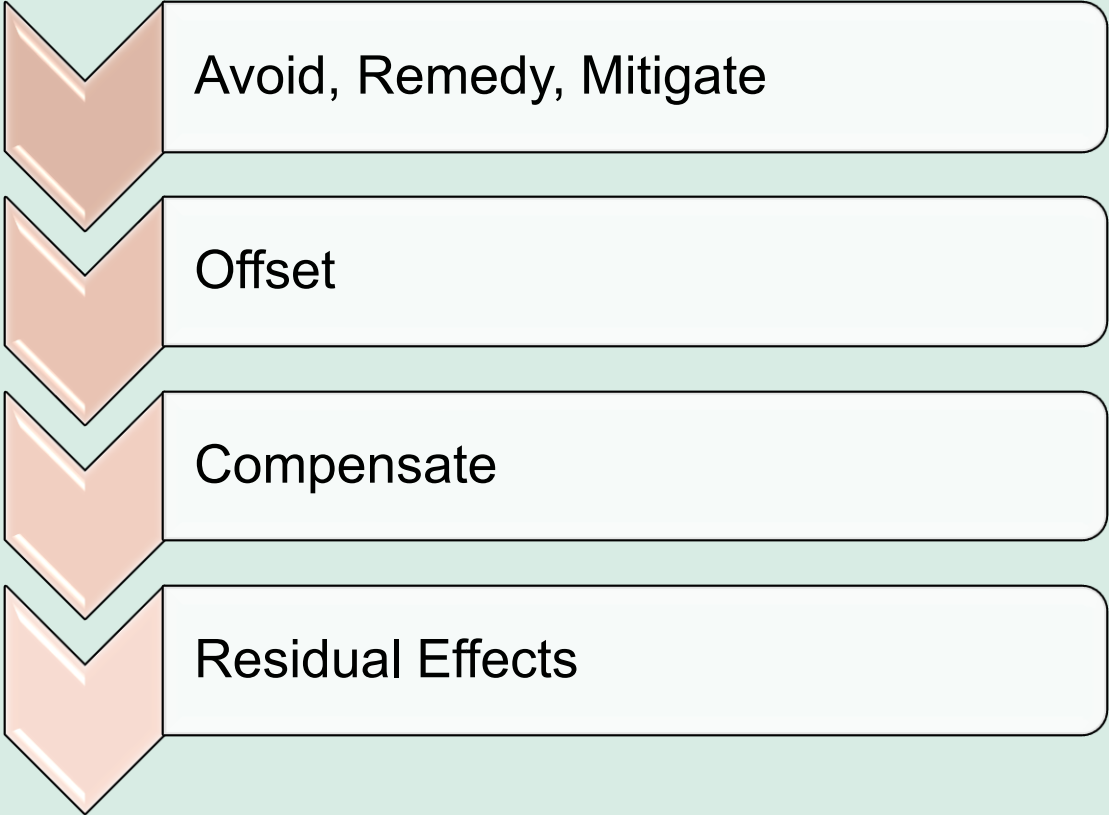 Avoid, Remedy, Mitigate
Offset
Compensate
Residual Effects